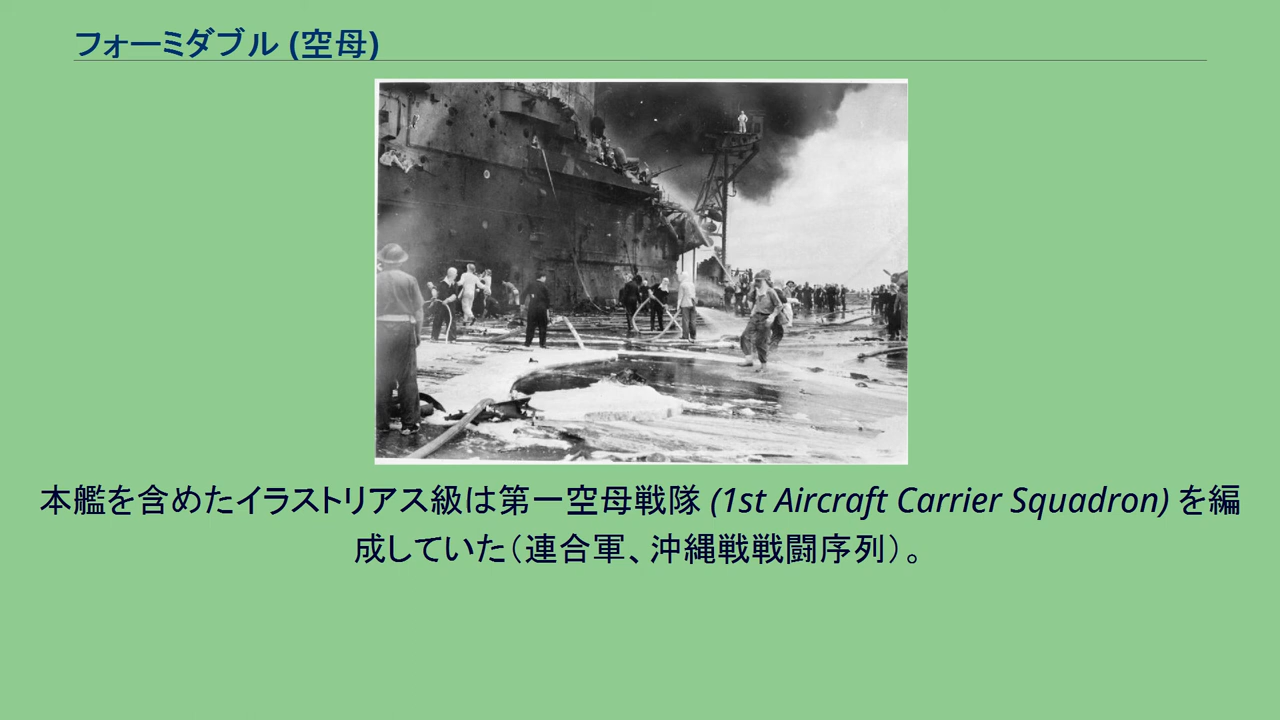 フォーミダブル (空母)
本艦を含めたイラストリアス級は第一空母戦隊 (1st Aircraft Carrier Squadron) を編
成していた（連合軍、沖縄戦戦闘序列）。